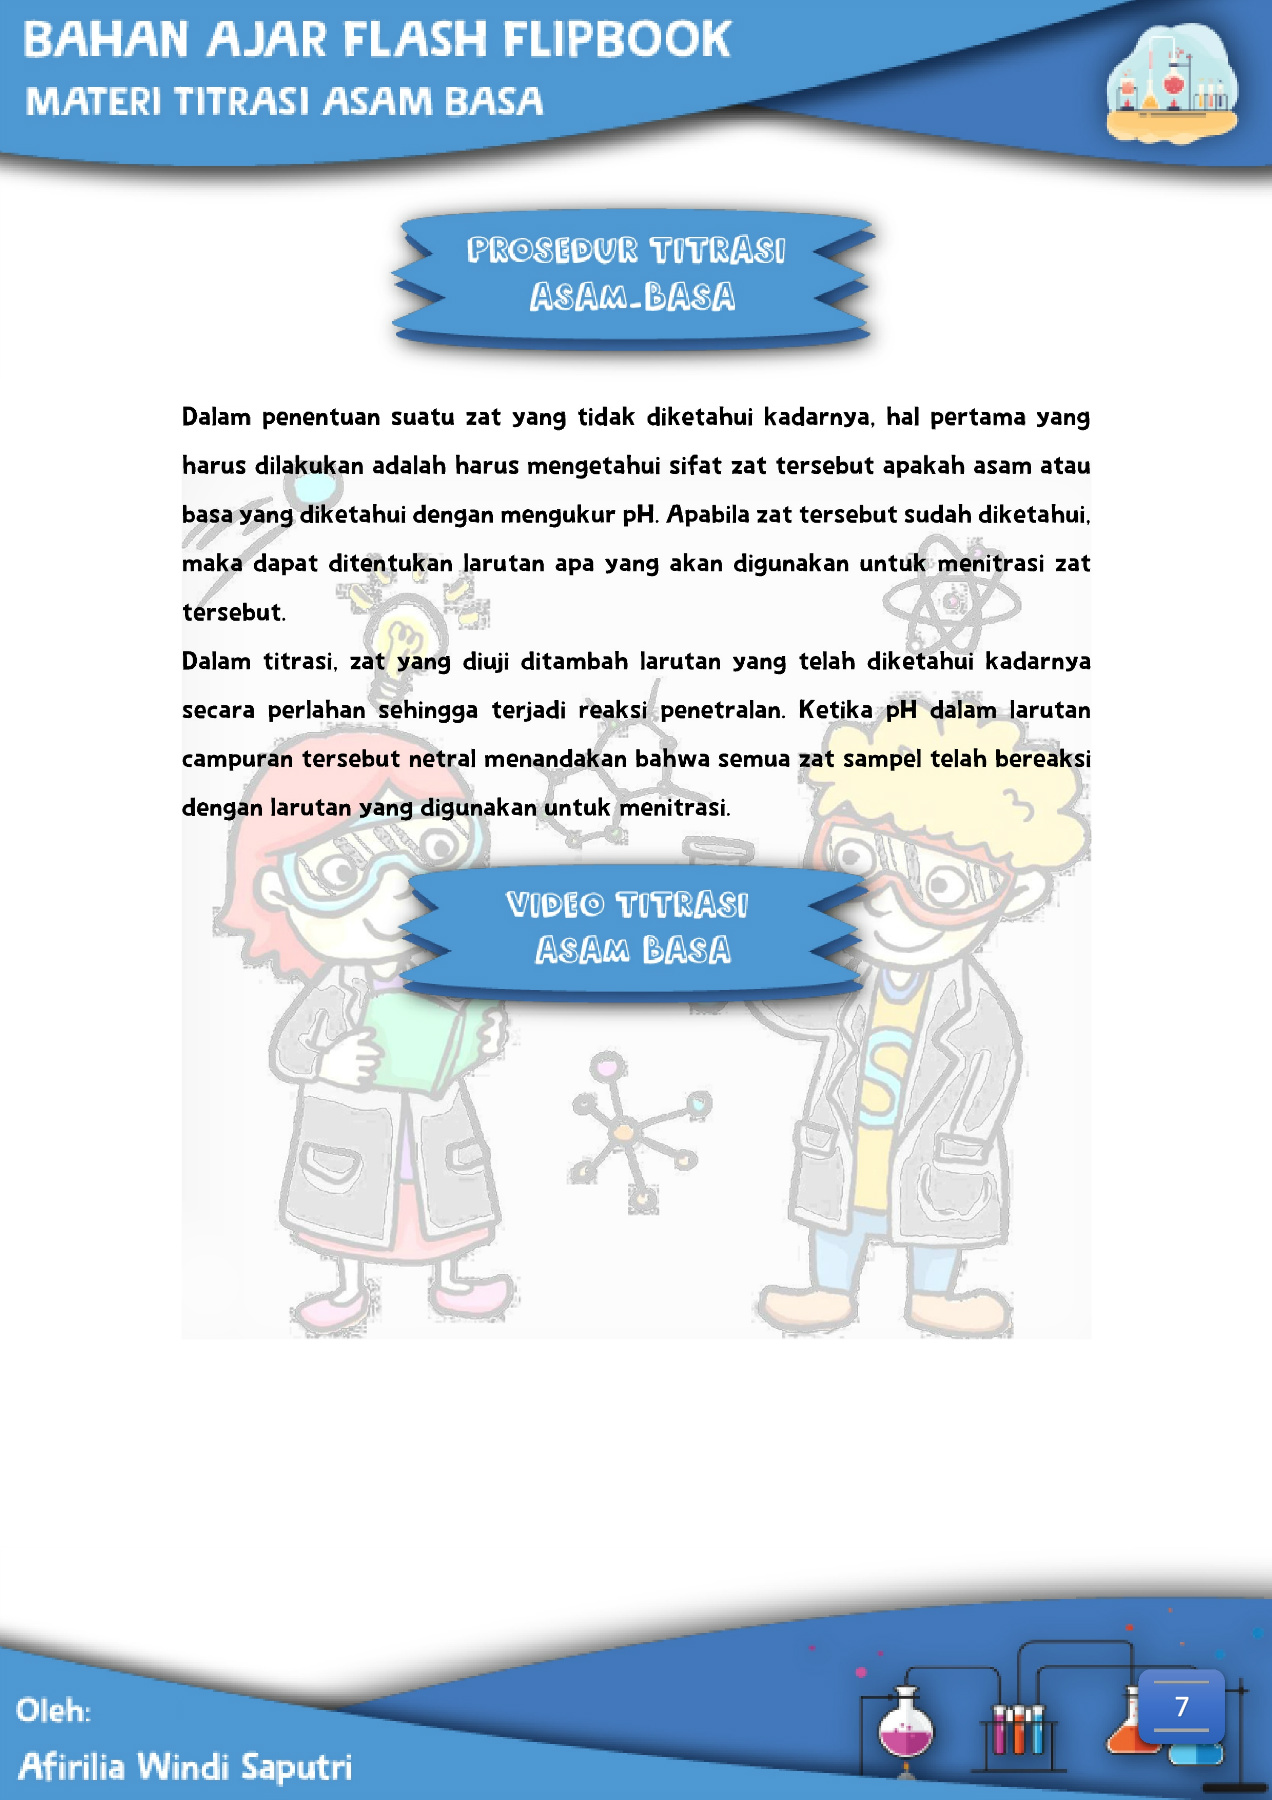 BAHAN AJAR FLASH FLIPBOOK
MATERI TITRASI ASAM BASA
PROSEDUR TITRASI
ASAM-BASA
Dalam penentuan suatu zat yang tidak diketahui kadarnya, hal pertama yang
harus dilakukan adalah harus mengetahui sifat zat tersebut apakah asam atau
basa yang diketahui dengan mengukur pH. Apabila zat tersebut sudah diketahui,
maka dapat ditentukan larutan apa yang akan digunakan untuk menitrasi zat
tersebut.
Dalam titrasi, zat yang diuji ditambah larutan yang telah diketahui kadarnya
secara perlahan sehingga terjadi reaksi penetralan. Ketika pH dalam larutan
campuran tersebut netral menandakan bahwa semua zat sampel telah bereaksi
dengan larutan yang digunakan untuk menitrasi.
VIDEO TITRASI
ASAM BASA
S
Oleh:
Afirilia Windi Saputri
7